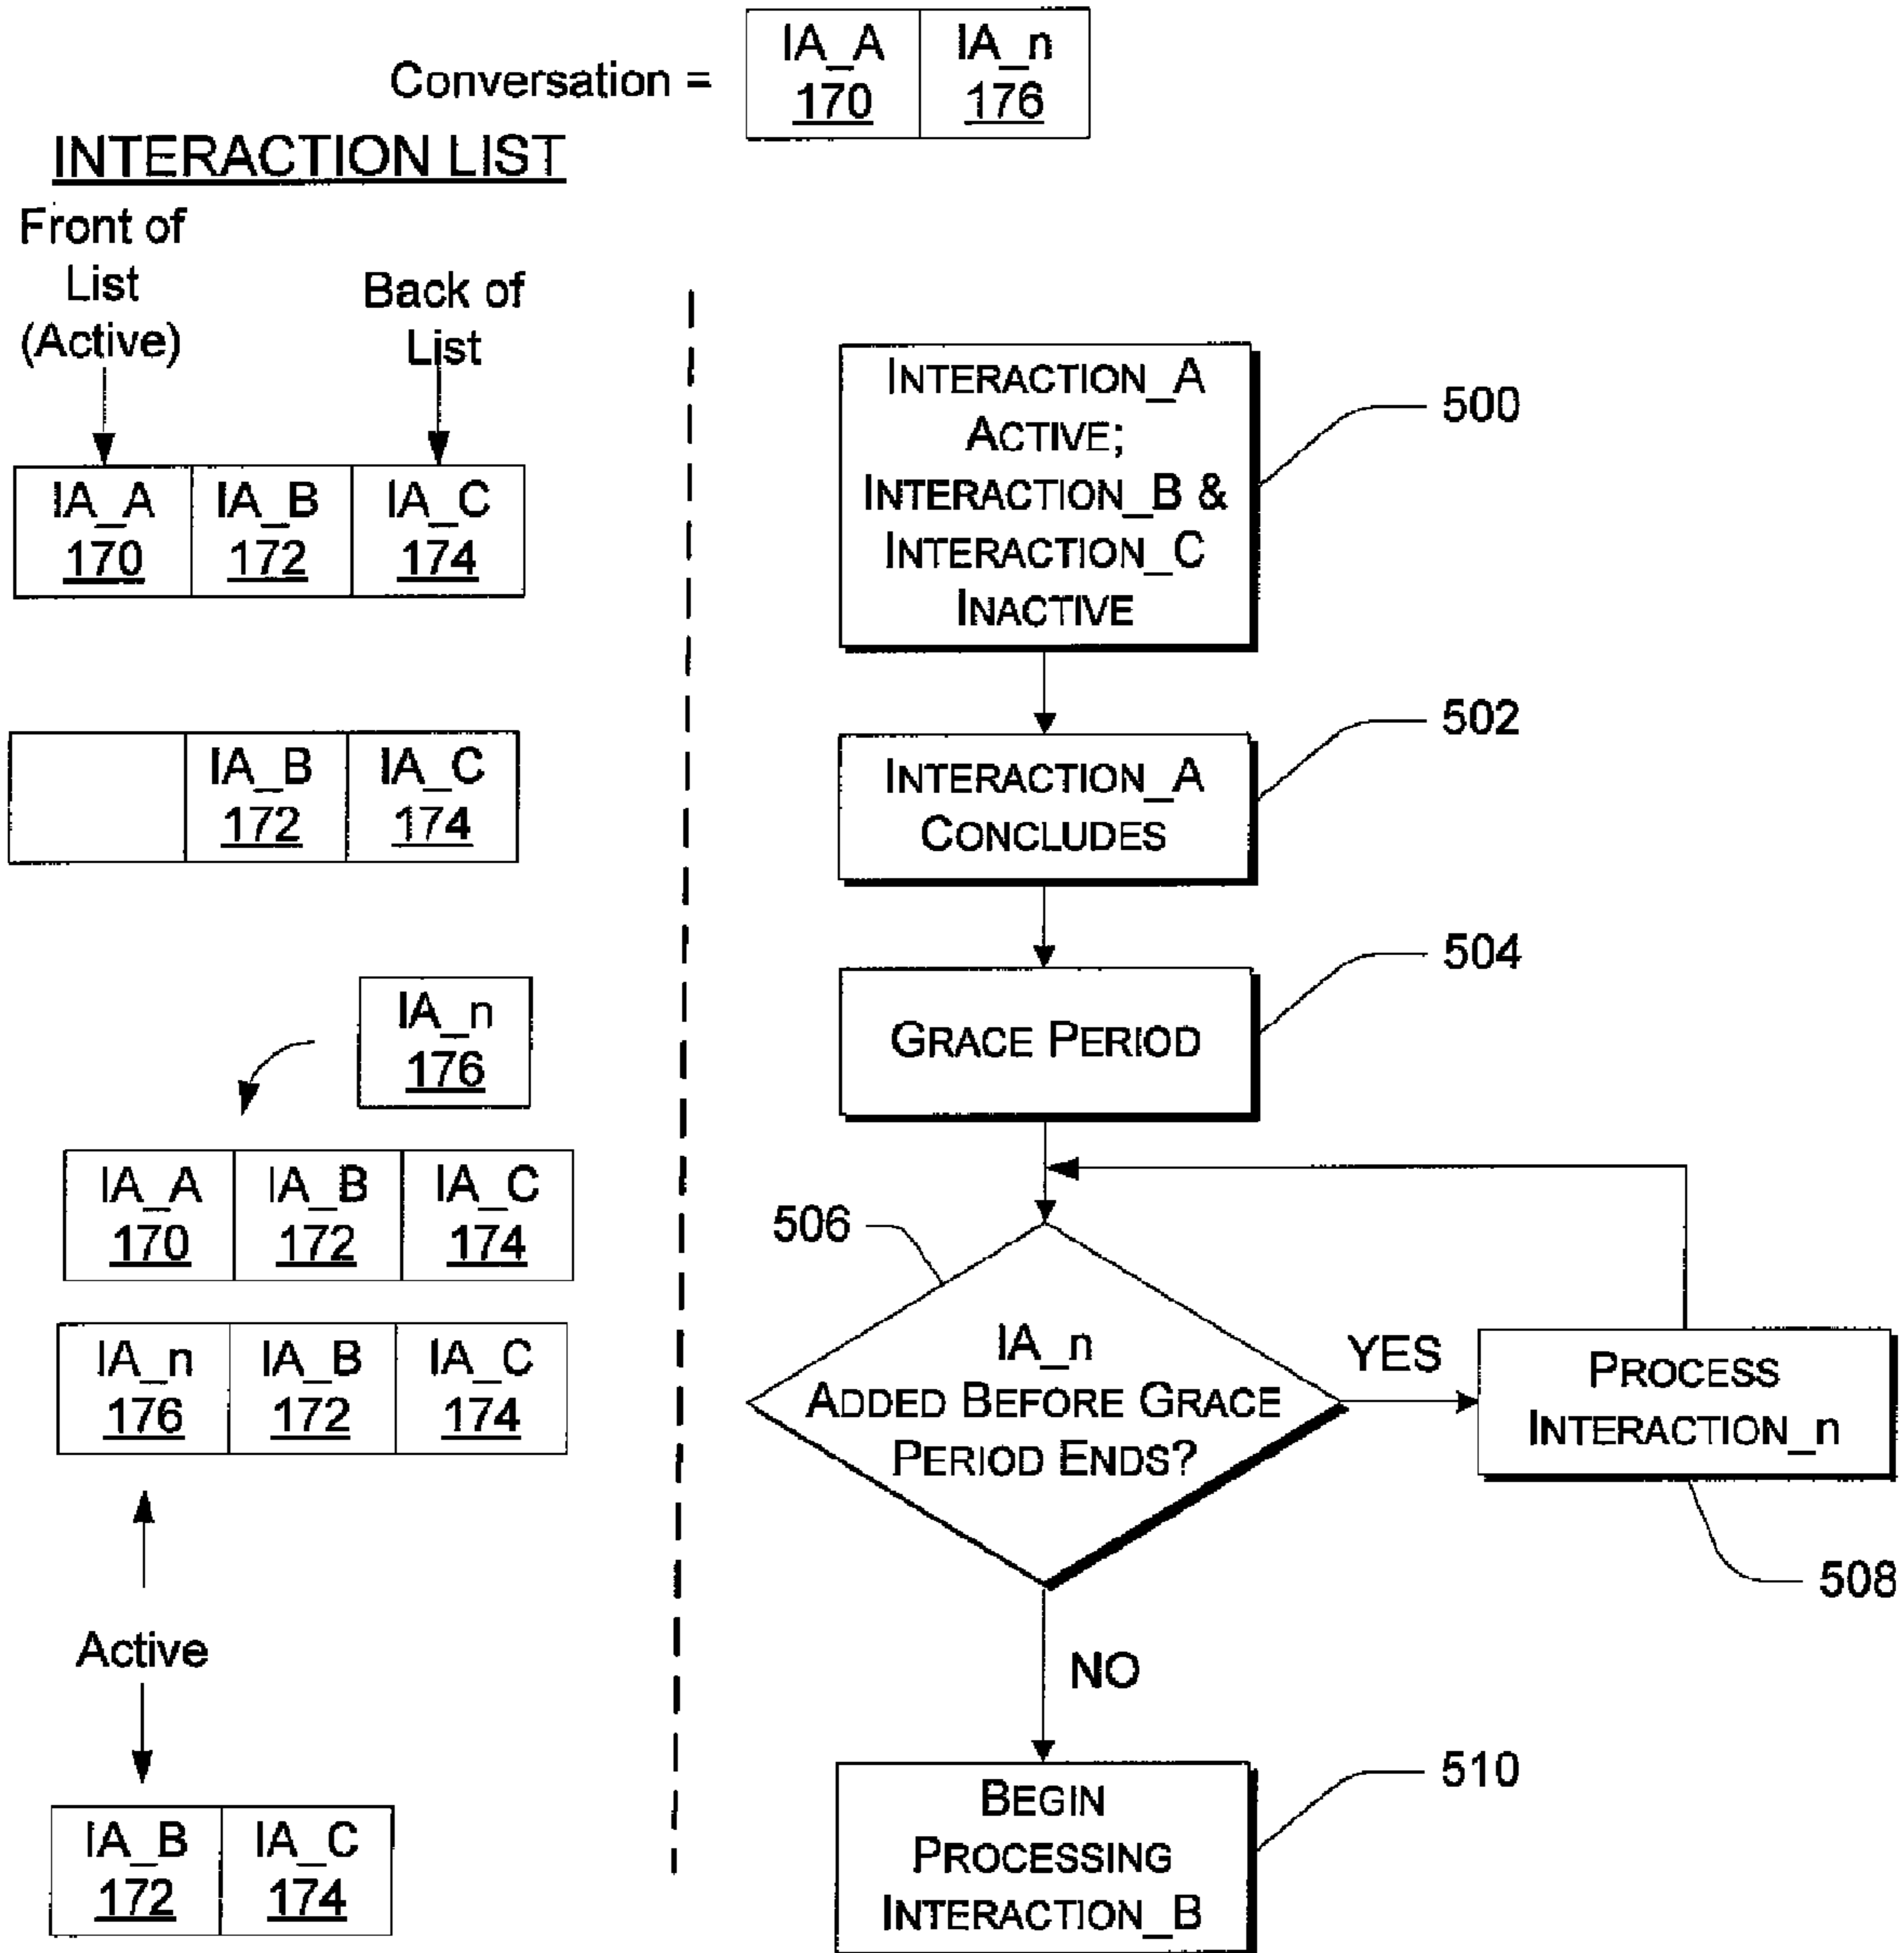 Conversation =
IA_A
170
IA_n
176
INTERACTION LIST
Front of
List
(Active)
Back of
List
IA_A
170
IA_B
172
IA_C
174
IA_B
172
IA_C
174
IA_n
176
IA_A
170
IA_B
172
IA_C
174
IA_n
176
IA_B
172
IA_C
174
Active
IA_B
172
IA_C
174
INTERACTION_A
ACTIVE;
INTERACTION_B &
INTERACTION_C
INACTIVE
500
INTERACTION_A
CONCLUDES
502
GRACE PERIOD
504
506
IA_n
ADDED BEFORE GRACE
PERIOD ENDS?
YES
PROCESS
INTERACTION_n
508
NO
BEGIN
PROCESSING
INTERACTION_B
510